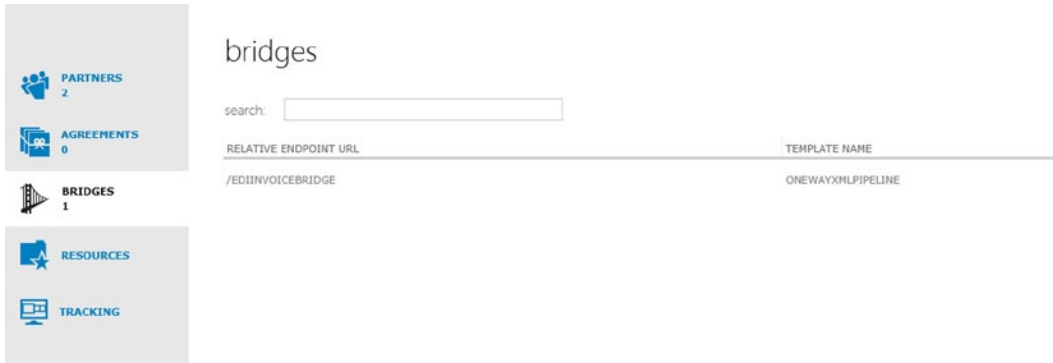 PARTNERS
2
AGREEMENTS
0
BRIDGES
1
RESOURCES
TRACKING
bridges
search:
RELATIVE ENDPOINT URL TEMPLATE NAME
/EDIINVOICEBRIDGE ONEWAYXMLPIPELINE